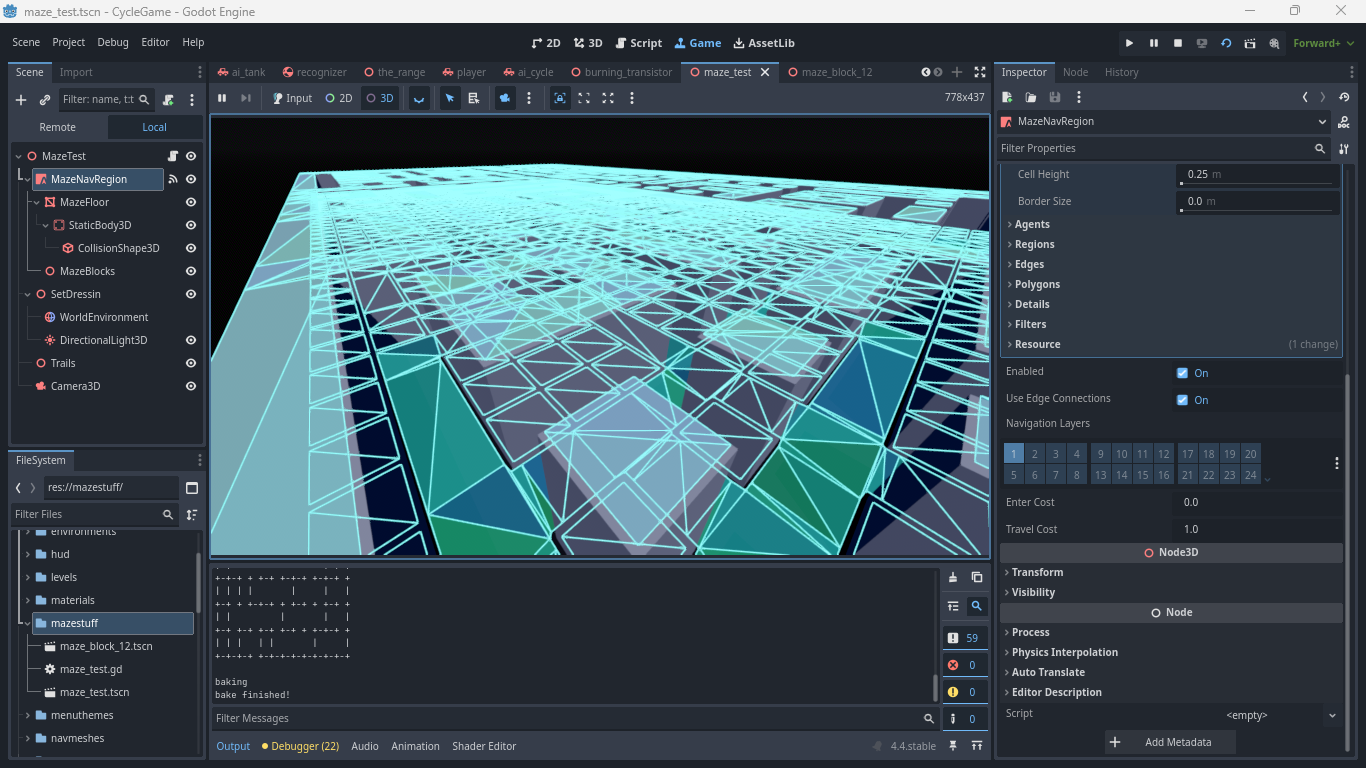 maze_test.tscn - CycleGame - Godot Engine
Scene Project Debug Editor Help
2D 3D Script Game AssetLib
Forward+
Scene Import
ai_tank recognizer the_range player ai_cycle burning_transistor maze_test maze_block_12
Inspector Node History
Filter: name, t:t
Input 2D 3D
778x437
Remote Local
MazeNavRegion
Filter Properties
MazeTest
MazeNavRegion
MazeFloor
StaticBody3D
CollisionShape3D
MazeBlocks
SetDressin
WorldEnvironment
DirectionalLight3D
Trails
Camera3D
Cell Height 0.25 m
Border Size 0.0 m
Agents
Regions
Edges
Polygons
Details
Filters
Resource (1 change)
Enabled On
Use Edge Connections On
Navigation Layers
1 2 3 4 9 10 11 12 17 18 19 20
5 6 7 8 13 14 15 16 21 22 23 24
Enter Cost 0.0
Travel Cost 1.0
Node3D
Transform
Visibility
Node
Process
Physics Interpolation
Auto Translate
Editor Description
Script <empty>
Add Metadata
FileSystem
res://mazestuff/
Filter Files
environments
hud
levels
materials
mazestuff
maze_block_12.tscn
maze_test.gd
maze_test.tscn
menuthemes
navmeshes
+-+-+ + +-+ +-+-+ +-+-+ +
| | | | | | |
+-+ + +-+-+ + +-+ + +-+ +
| | | | |
+-+ +-+ +-+-+ + +-+-+ +
| | | | | | |
+-+-+-+ +-+-+-+-+-+-+-+-+
baking
bake finished!
59
0
0
0
Filter Messages
Output Debugger (22) Audio Animation Shader Editor
4.4.stable